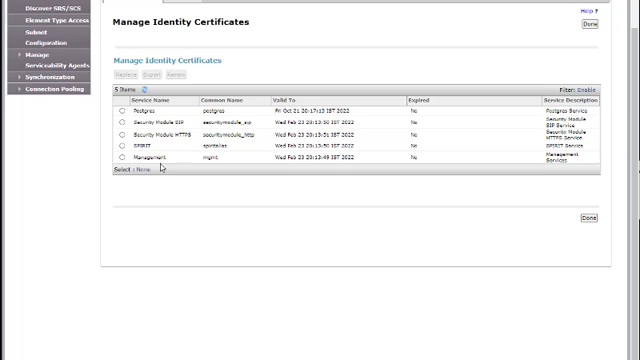 Discover SRS/SCS
Element Type Access
Subnet
Configuration
Manage
Serviceability Agents
Synchronization
Connection Pooling
Help ?
Manage Identity Certificates
Done
Manage Identity Certificates
Replace Export Renew
5 Items Filter: Enable
Service Name Common Name Valid To Expired Service Description
Postgres postgres Fri Oct 21 20:17:13 IST 2022 No Postgres Service
Security Module SIP securitymodule_sip Wed Feb 23 20:13:50 IST 2022 No Security Module SIP Service
Security Module HTTPS securitymodule_http Wed Feb 23 20:13:51 IST 2022 No Security Module HTTPS Service
SPIRIT spiritalias Wed Feb 23 20:13:50 IST 2022 No SPIRIT Service
Management mgmt Wed Feb 23 20:13:49 IST 2022 No Management Services
Select : None
Done